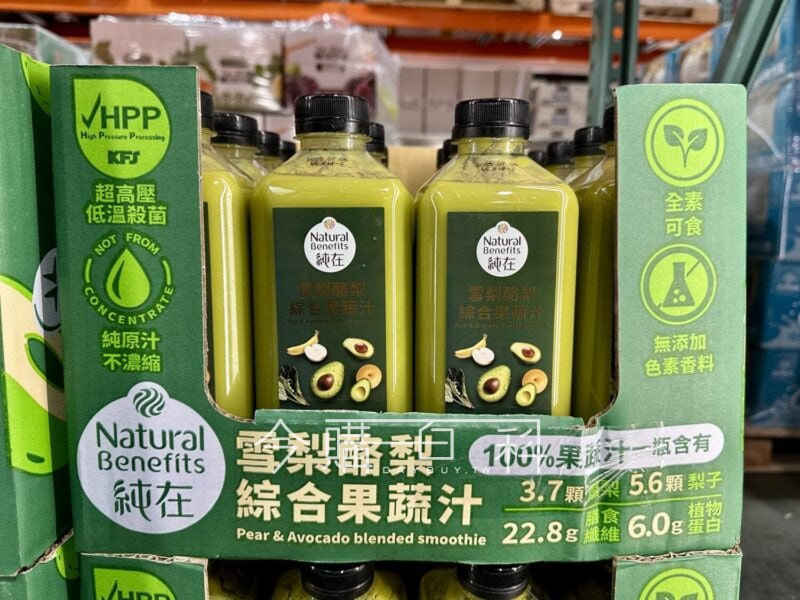 HPP
High Pressure Processing
KFS
超高壓
低溫殺菌
NOT FROM
CONCENTRATE
純原汁
不濃縮
Natural
Benefits
純在
雪梨酪梨
綜合果蔬汁
Pear & Avocado blended smoothie
100%果蔬汁一瓶含有
3.7顆酪梨 5.6顆梨子
22.8g 膳食纖維 6.0g 植物蛋白
全素
可食
無添加
色素香料
Natural
Benefits
純在
雪梨酪梨
綜合果蔬汁
Natural
Benefits
純在
雪梨酪梨
綜合果蔬汁
HPP